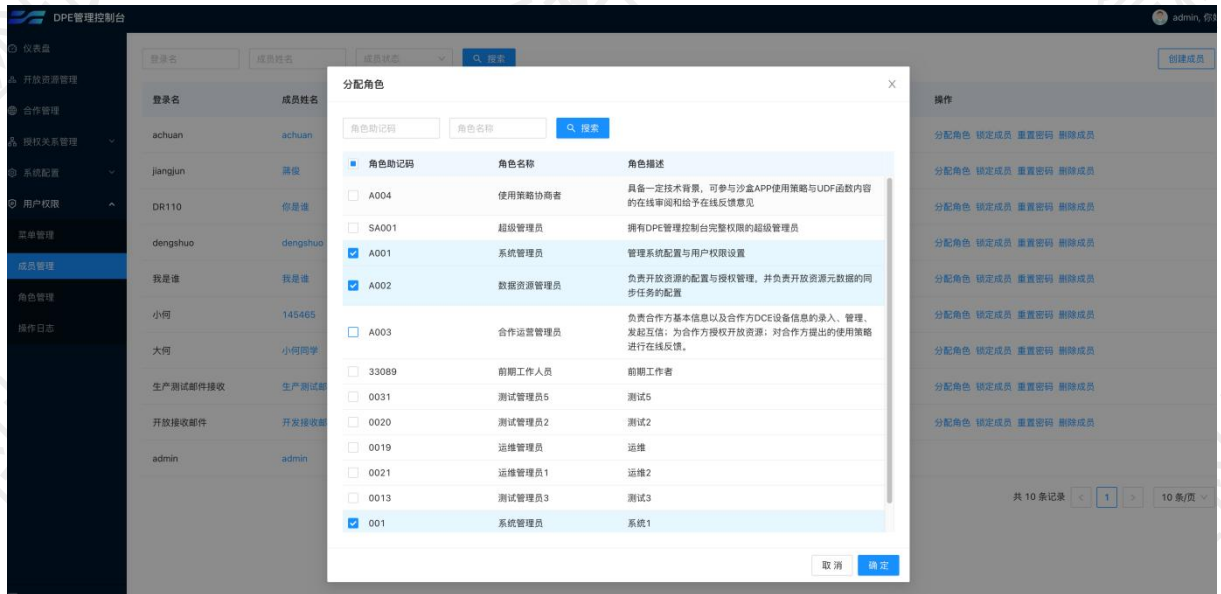 DPE管理控制台
admin, 你好
仪表盘
开放资源管理
合作管理
授权关系管理
系统配置
用户权限
菜单管理
成员管理
角色管理
操作日志
登录名 成员姓名 成员状态 搜索 创建成员
登录名 成员姓名 操作
achuan achuan 分配角色 锁定成员 重置密码 删除成员
jiangjun 蒋俊 分配角色 锁定成员 重置密码 删除成员
DR110 你是谁 分配角色 锁定成员 重置密码 删除成员
dengshuo dengshuo 分配角色 锁定成员 重置密码 删除成员
我是谁 我是谁 分配角色 锁定成员 重置密码 删除成员
小何 145465 分配角色 锁定成员 重置密码 删除成员
大何 小何同学 分配角色 锁定成员 重置密码 删除成员
生产测试邮件接收 生产测试邮 分配角色 锁定成员 重置密码 删除成员
开放接收邮件 开发接收邮 分配角色 锁定成员 重置密码 删除成员
admin admin
共 10 条记录 < 1 > 10 条/页
分配角色
角色助记码 角色名称 搜索
角色助记码 角色名称 角色描述
A004 使用策略协商者 具备一定技术背景，可参与沙盒APP使用策略与UDF函数内容
的在线审阅和给予在线反馈意见
SA001 超级管理员 拥有DPE管理控制台完整权限的超级管理员
A001 系统管理员 管理系统配置与用户权限设置
A002 数据资源管理员 负责开放资源的配置与授权管理，并负责开放资源元数据的同
步任务的配置
A003 合作运营管理员 负责合作方基本信息以及合作方DCE设备信息的录入、管理、
发起互信；为合作方授权开放资源；对合作方提出的使用策略
进行在线反馈。
33089 前期工作人员 前期工作者
0031 测试管理员5 测试5
0020 测试管理员2 测试2
0019 运维管理员 运维
0021 运维管理员1 运维2
0013 测试管理员3 测试3
001 系统管理员 系统1
取 消 确 定